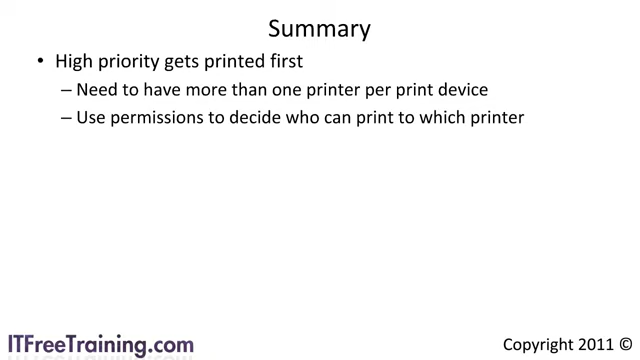 Summary
• High priority gets printed first
– Need to have more than one printer per print device
– Use permissions to decide who can print to which printer
ITFreeTraining.com
Copyright 2011 ©